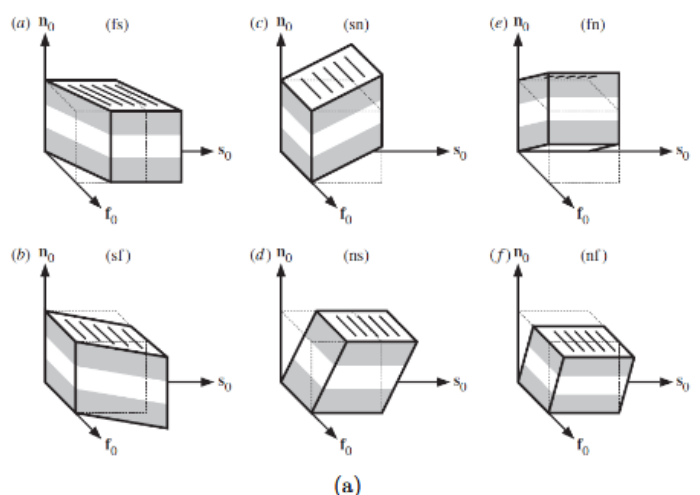 (a) n₀ (fs)
s₀
f₀
(c) n₀ (sn)
s₀
f₀
(e) n₀ (fn)
s₀
f₀
(b) n₀ (sf)
s₀
f₀
(d) n₀ (ns)
s₀
f₀
(f) n₀ (nf)
s₀
f₀
(a)